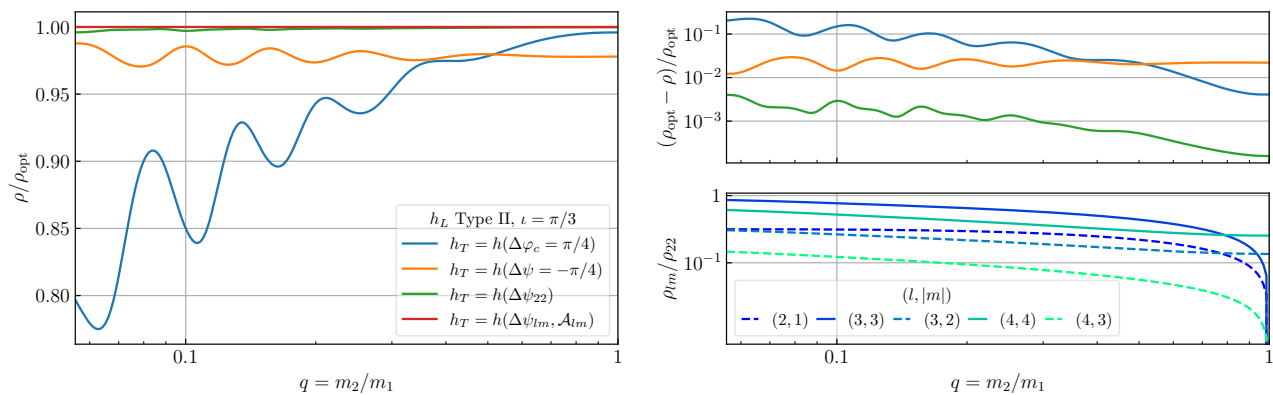 1.00
0.95
0.90
0.85
0.80
ρ/ρ_opt
h_L Type II, ι = π/3
h_T = h(Δφ_c = π/4)
h_T = h(Δψ = −π/4)
h_T = h(Δψ_22)
h_T = h(Δψ_lm, 𝒜_lm)
0.1
1
q = m_2/m_1
10^−1
10^−2
10^−3
(ρ_opt − ρ)/ρ_opt
1
10^−1
ρ_lm/ρ_22
(l, |m|)
(2, 1) (3, 3) (3, 2) (4, 4) (4, 3)
0.1
1
q = m_2/m_1